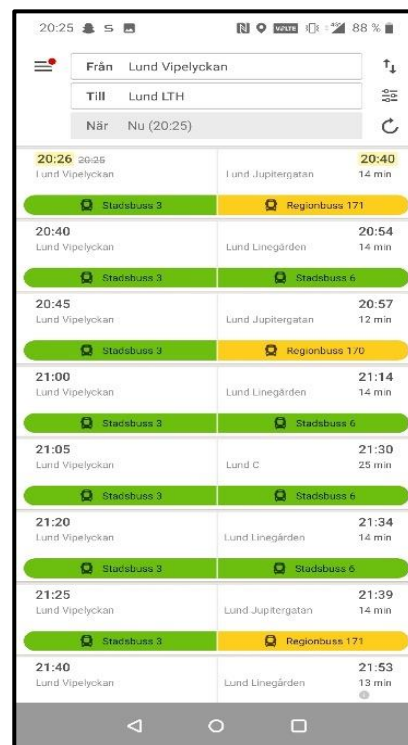 20:25 S N VoLTE 88 %
Från Lund Vipelyckan
Till Lund LTH
När Nu (20:25)
20:26 20:25 20:40
Lund Vipelyckan Lund Jupitergatan 14 min
Stadsbuss 3 Regionbuss 171
20:40 20:54
Lund Vipelyckan Lund Linegården 14 min
Stadsbuss 3 Stadsbuss 6
20:45 20:57
Lund Vipelyckan Lund Jupitergatan 12 min
Stadsbuss 3 Regionbuss 170
21:00 21:14
Lund Vipelyckan Lund Linegården 14 min
Stadsbuss 3 Stadsbuss 6
21:05 21:30
Lund Vipelyckan Lund C 25 min
Stadsbuss 3 Stadsbuss 6
21:20 21:34
Lund Vipelyckan Lund Linegården 14 min
Stadsbuss 3 Stadsbuss 6
21:25 21:39
Lund Vipelyckan Lund Jupitergatan 14 min
Stadsbuss 3 Regionbuss 171
21:40 21:53
Lund Vipelyckan Lund Linegården 13 min